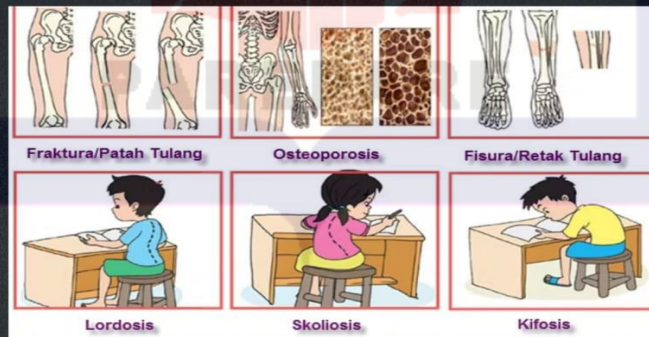 Fraktura/Patah Tulang
Osteoporosis
Fisura/Retak Tulang
Lordosis
Skoliosis
Kifosis